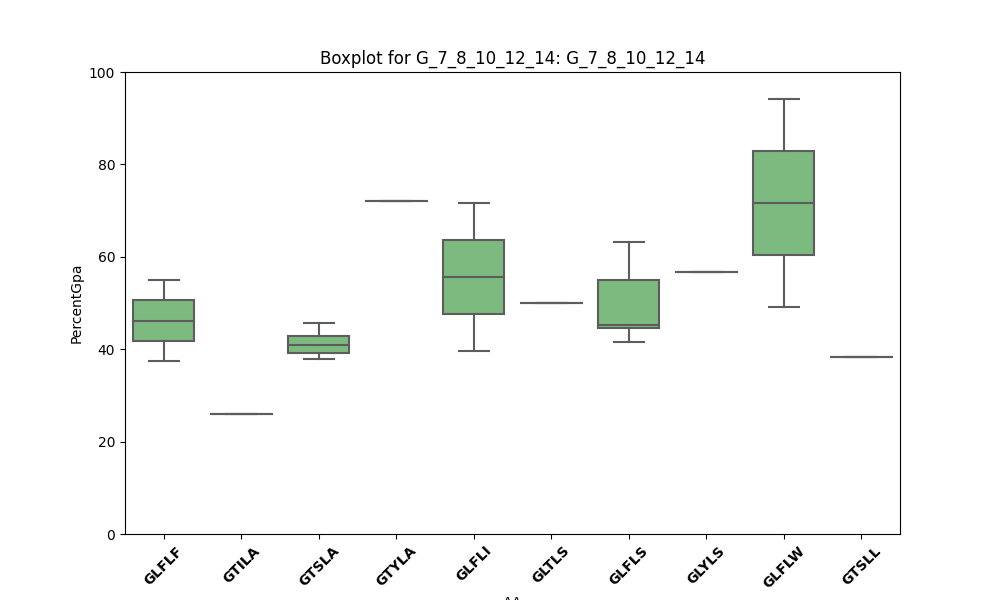 Boxplot for G_7_8_10_12_14: G_7_8_10_12_14
100
80
60
40
20
0
PercentGpa
GLFLF
GTILA
GTSLA
GTYLA
GLFLI
GLTLS
GLFLS
GLYLS
GLFLW
GTSLL
AA